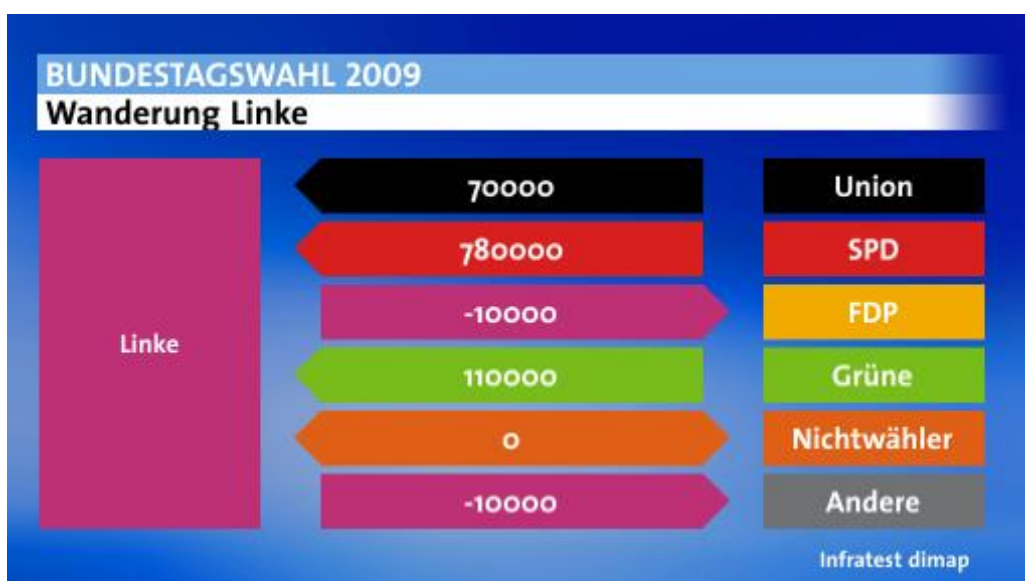 BUNDESTAGSWAHL 2009
Wanderung Linke
Linke
70000 Union
780000 SPD
-10000 FDP
110000 Grüne
0 Nichtwähler
-10000 Andere
Infratest dimap